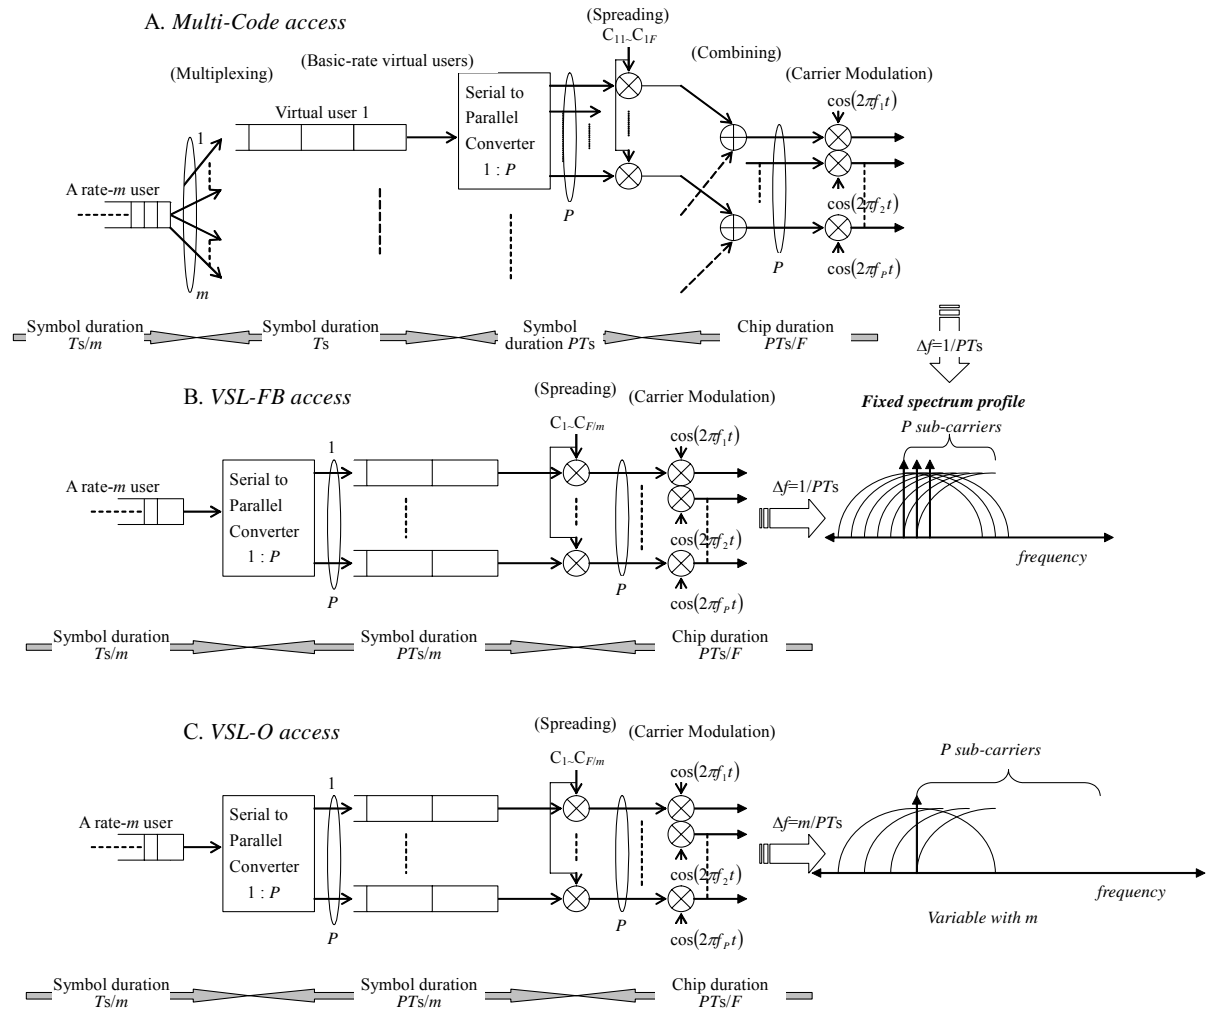 A. Multi-Code access
(Spreading)
C11~C1F
(Combining)
(Multiplexing)
(Basic-rate virtual users)
(Carrier Modulation)
cos(2πf1t)
Virtual user 1
Serial to
Parallel
Converter
1 : P
1
A rate-m user
m
P
cos(2πf2t)
P
cos(2πfPt)
Symbol duration
Ts/m
Symbol duration
Ts
Symbol
duration PTs
Chip duration
PTs/F
Δf=1/PTs
B. VSL-FB access
(Spreading)
(Carrier Modulation)
C1~CF/m
cos(2πf1t)
Fixed spectrum profile
P sub-carriers
1
A rate-m user
Serial to
Parallel
Converter
1 : P
Δf=1/PTs
cos(2πf2t)
frequency
P
P
cos(2πfPt)
Symbol duration
Ts/m
Symbol duration
PTs/m
Chip duration
PTs/F
C. VSL-O access
(Spreading)
(Carrier Modulation)
C1~CF/m
cos(2πf1t)
P sub-carriers
1
A rate-m user
Serial to
Parallel
Converter
1 : P
Δf=m/PTs
cos(2πf2t)
frequency
P
P
cos(2πfPt)
Variable with m
Symbol duration
Ts/m
Symbol duration
PTs/m
Chip duration
PTs/F